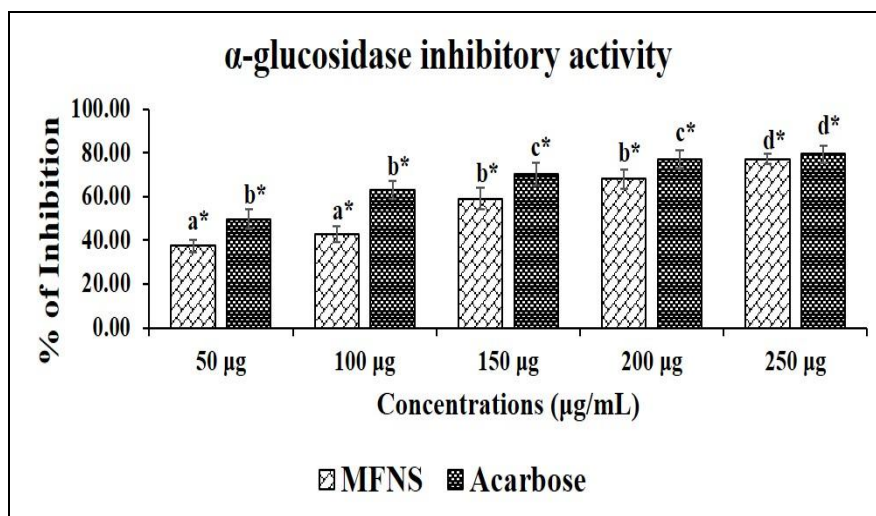 α-glucosidase inhibitory activity
100.00
80.00
60.00
40.00
20.00
0.00
% of Inhibition
a* b* a* b* b* c* b* c* d* d*
50 µg 100 µg 150 µg 200 µg 250 µg
Concentrations (µg/mL)
MFNS Acarbose